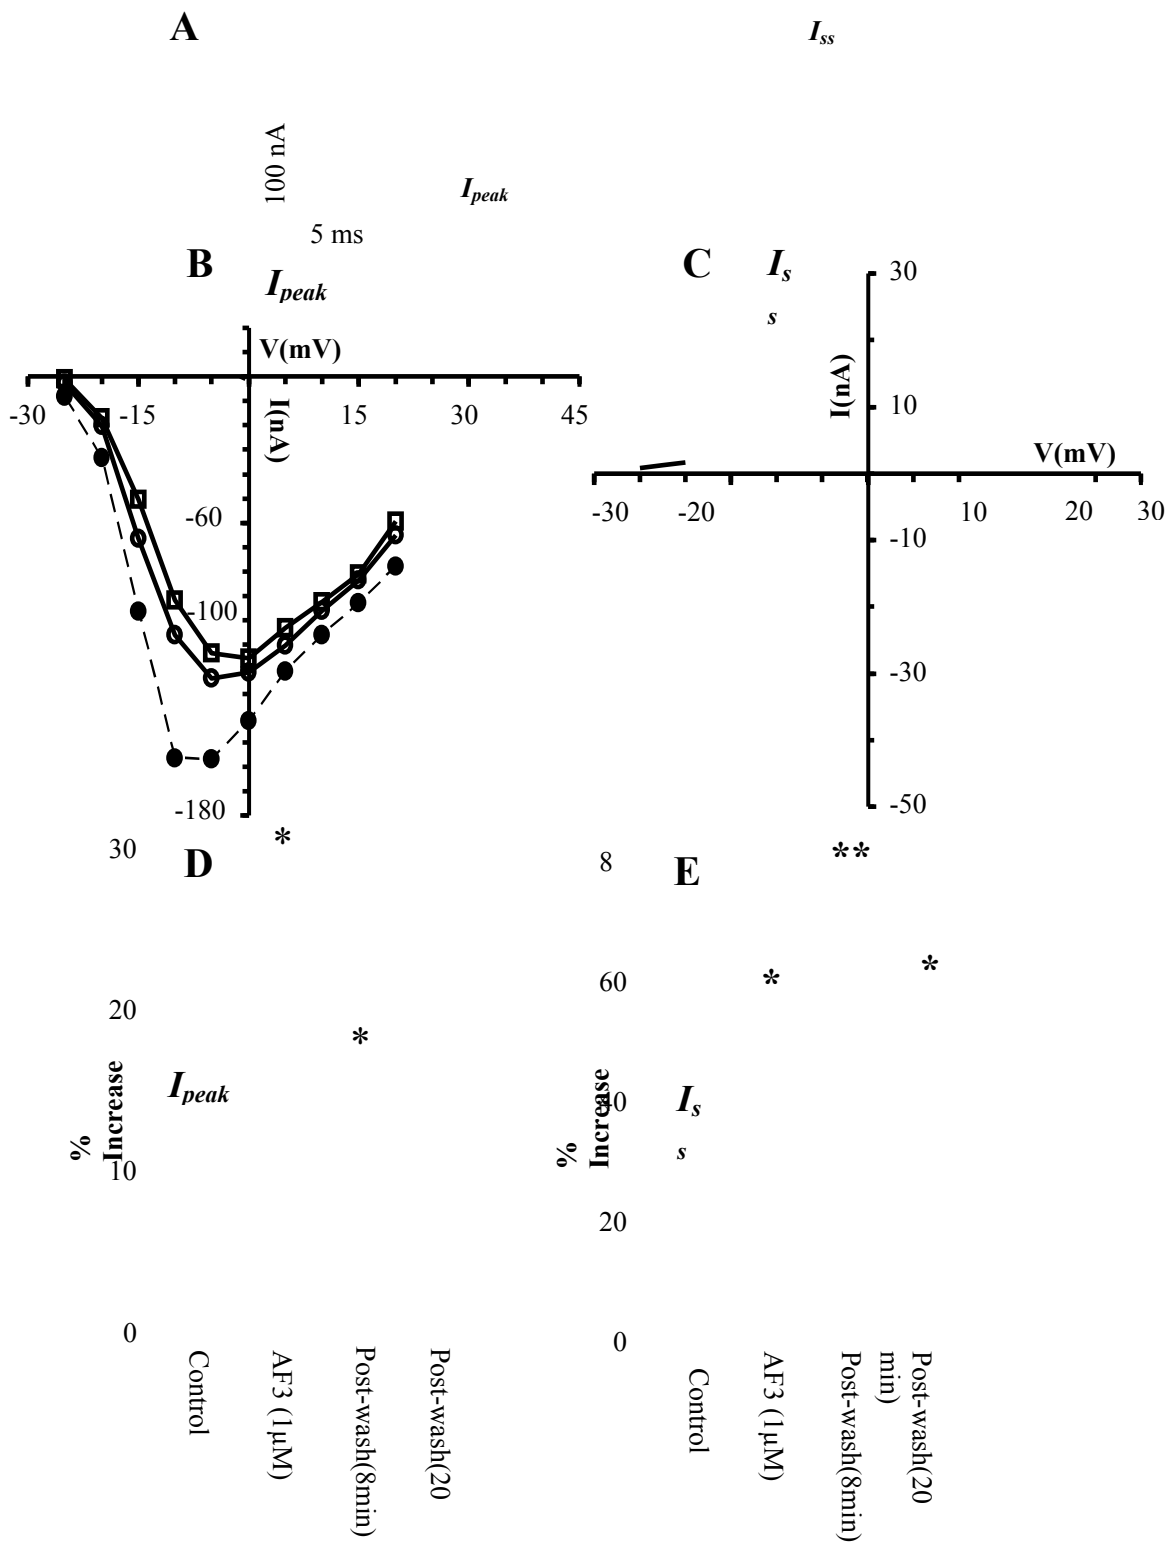 A
I_ss
100 nA
I_peak
5 ms
B
I_peak
V(mV)
-30
-15
15
30
45
I(nA)
-60
-100
-180
C
I_s
s
30
I(nA)
10
V(mV)
-30
-20
10
20
30
-10
-30
-50
*
30
D
20
*
I_peak
%
Increase
10
0
Control
AF3 (1μM)
Post-wash(8min)
Post-wash(20
**
8
E
60
*
*
%
Increase
40
I_s
s
20
0
Control
AF3 (1μM)
Post-wash(8min)
Post-wash(20
min)